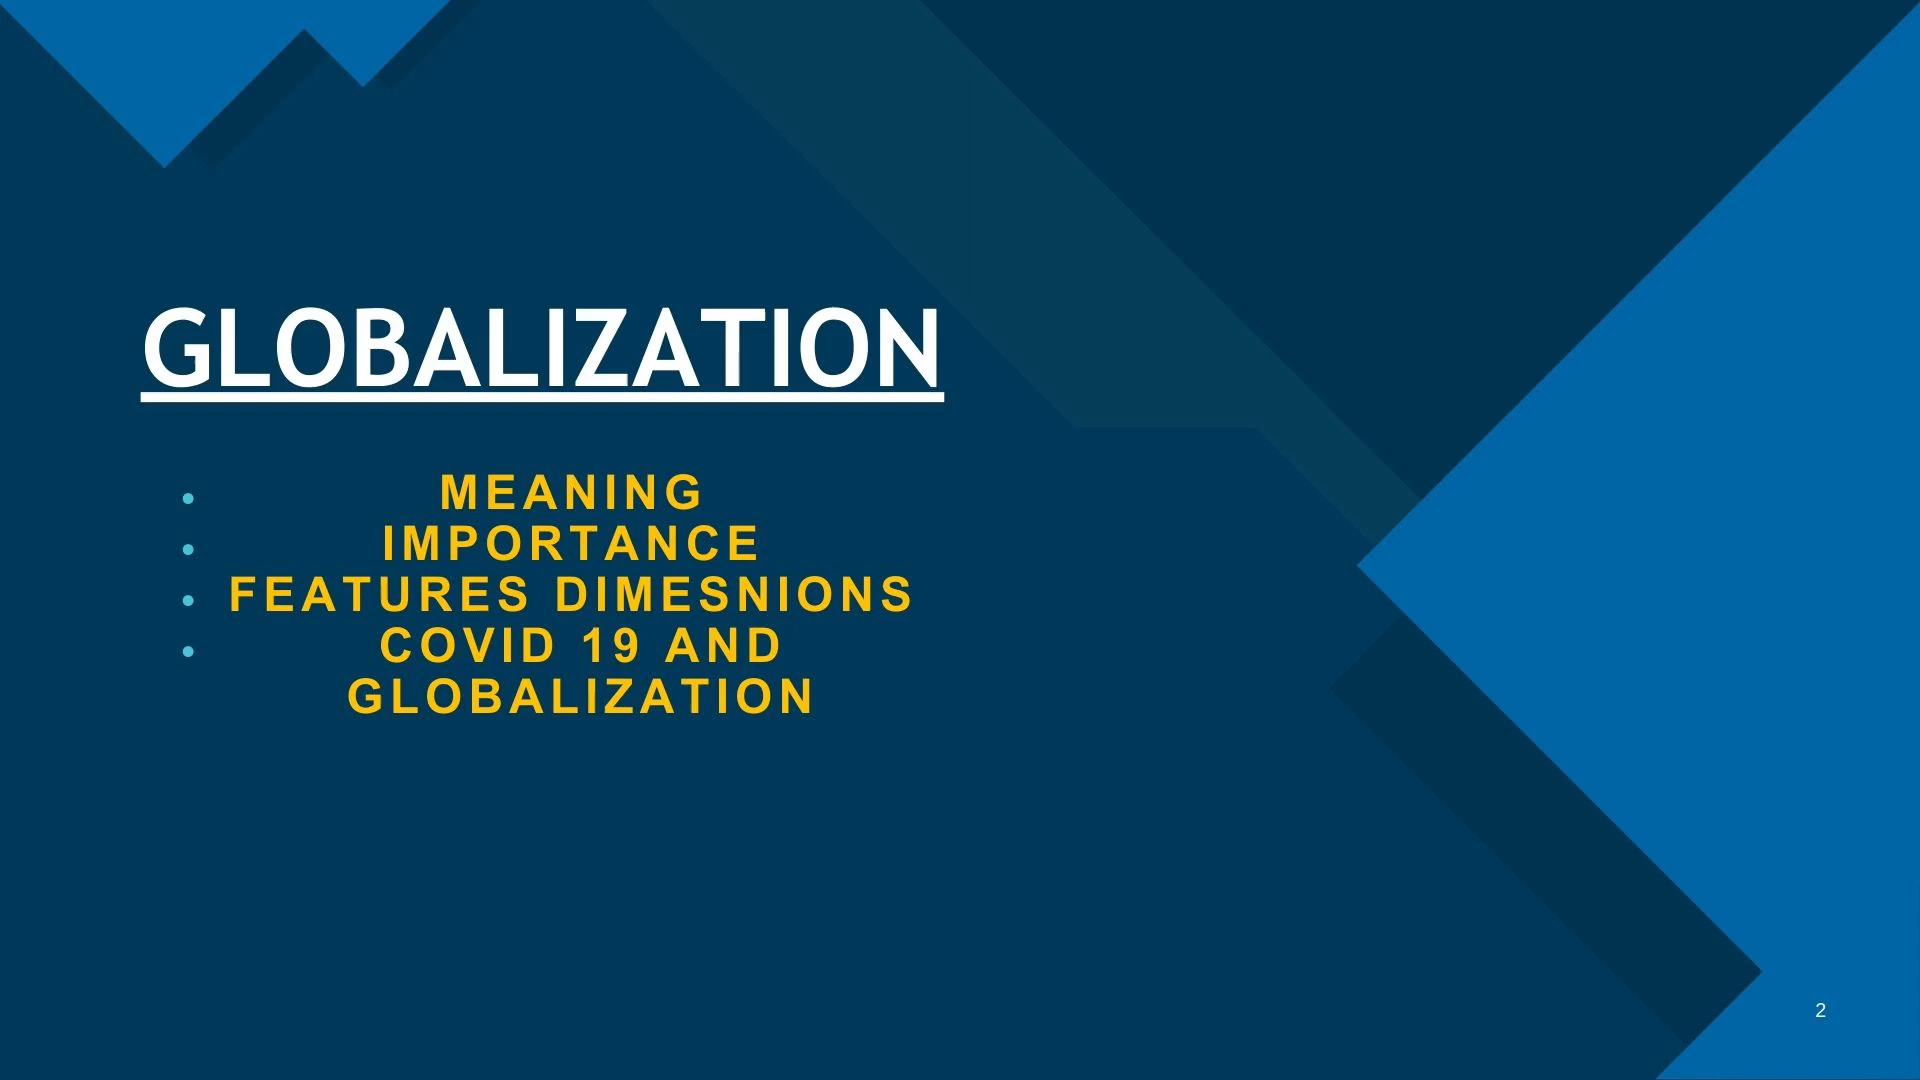 GLOBALIZATION
• MEANING
• IMPORTANCE
• FEATURES DIMESNIONS
• COVID 19 AND
GLOBALIZATION
2